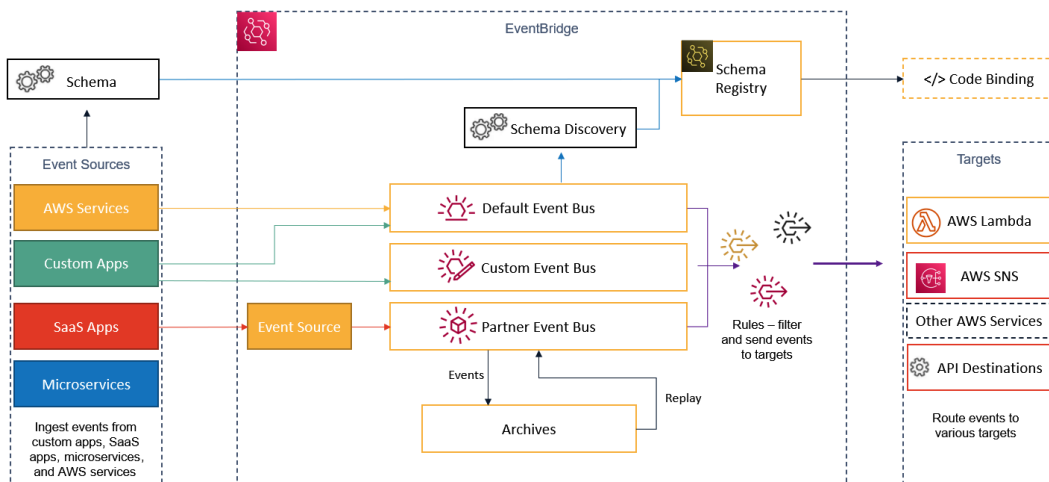 EventBridge
Schema
Schema
Registry
</> Code Binding
Schema Discovery
Event Sources
Targets
AWS Services
Default Event Bus
AWS Lambda
Custom Apps
Custom Event Bus
AWS SNS
SaaS Apps
Event Source
Partner Event Bus
Rules – filter
and send events
to targets
Other AWS Services
Microservices
Events
Replay
API Destinations
Ingest events from
custom apps, SaaS
apps, microservices,
and AWS services
Archives
Route events to
various targets